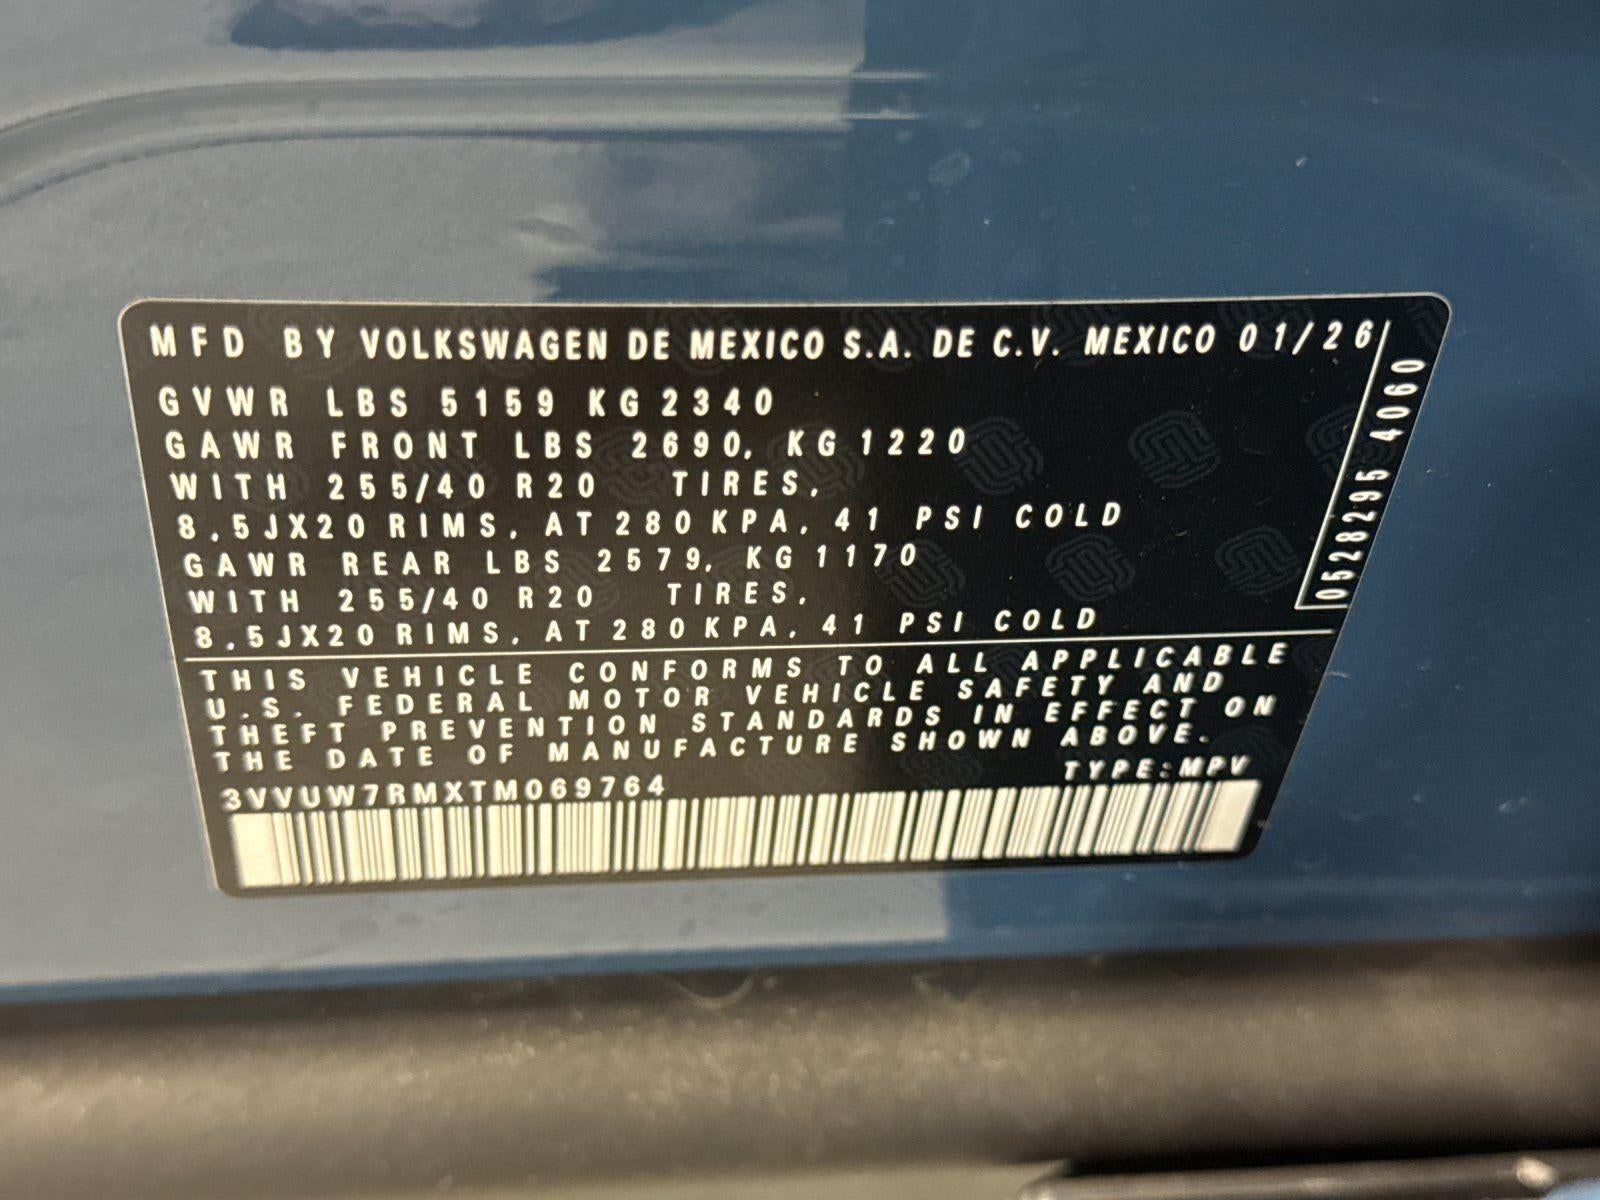 MFD BY VOLKSWAGEN DE MEXICO S.A. DE C.V. MEXICO 01/26
GVWR LBS 5159 KG 2340
GAWR FRONT LBS 2690, KG 1220
WITH 255/40 R20 TIRES,
8.5JX20 RIMS, AT 280 KPA, 41 PSI COLD
GAWR REAR LBS 2579, KG 1170
WITH 255/40 R20 TIRES,
8.5JX20 RIMS, AT 280 KPA, 41 PSI COLD
0528295 4060
THIS VEHICLE CONFORMS TO ALL APPLICABLE
U.S. FEDERAL MOTOR VEHICLE SAFETY AND
THEFT PREVENTION STANDARDS IN EFFECT ON
THE DATE OF MANUFACTURE SHOWN ABOVE.
TYPE:MPV
3VVUW7RMXTM069764